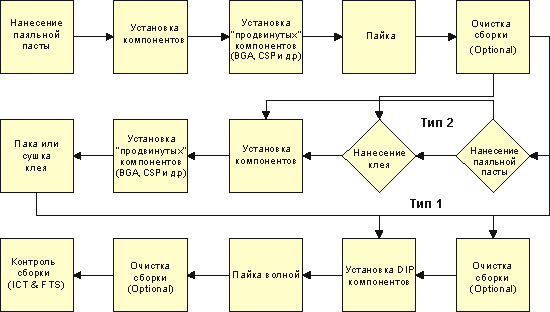 Нанесение
паяльной
пасты
Установка
компонентов
Установка
"продвинутых"
компонентов
(BGA, CSP и др)
Пайка
Очистка
сборки
(Optional)
Тип 2
Пака или
сушка
клея
Установка
"продвинутых"
компонентов
(BGA, CSP и др)
Установка
компонентов
Нанесение
клея
Нанесение
паяльной
пасты
Тип 1
Контроль
сборки
(ICT & FTS)
Очистка
сборки
(Optional)
Пайка волной
Установка DIP
компонентов
Очистка
сборки
(Optional)